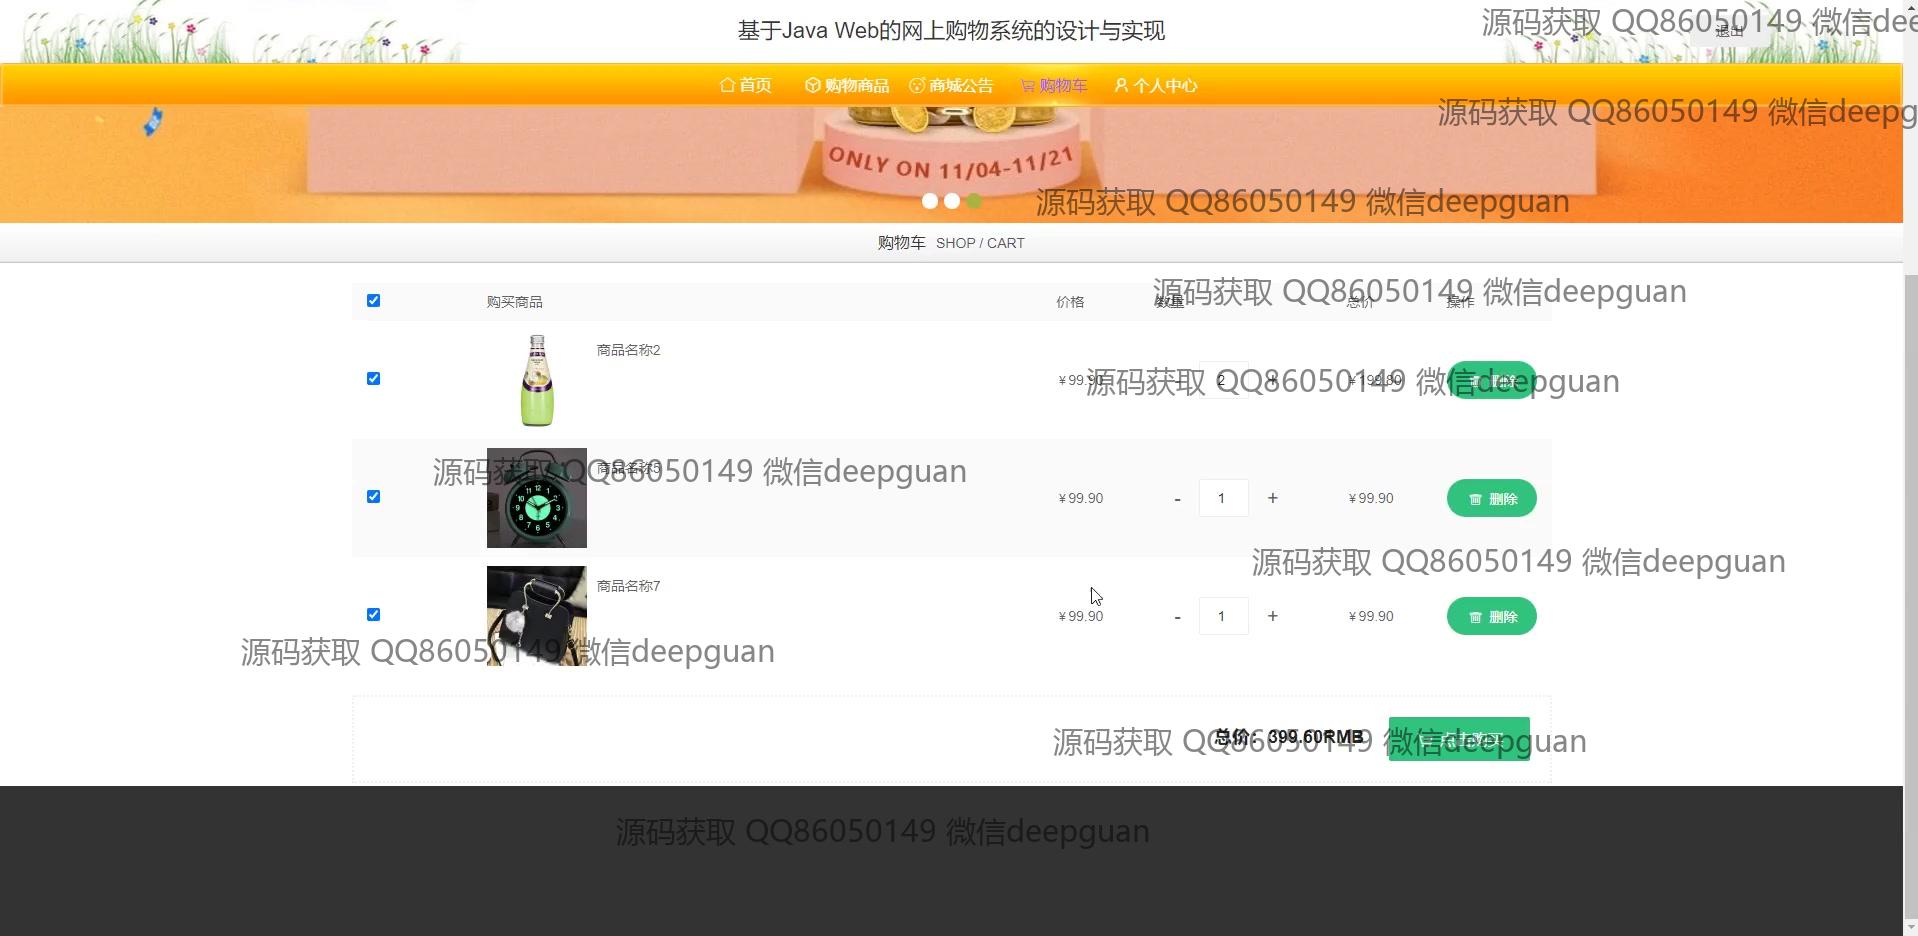 基于Java Web的网上购物系统的设计与实现
源码获取 QQ86050149 微信dee
退出
首页 购物商品 商城公告 购物车 个人中心
源码获取 QQ86050149 微信deepg
ONLY ON 11/04-11/21
源码获取 QQ86050149 微信deepguan
购物车 SHOP / CART
源码获取 QQ86050149 微信deepguan
购买商品 价格 数量 总价 操作
商品名称2
¥99.90 - 2 + ¥199.80 删除
源码获取 QQ86050149 微信deepguan
商品名称5
源码获取 QQ86050149 微信deepguan
¥99.90 - 1 + ¥99.90 删除
源码获取 QQ86050149 微信deepguan
商品名称7
¥99.90 - 1 + ¥99.90 删除
源码获取 QQ86050149 微信deepguan
总价：399.60RMB 点击购买
源码获取 QQ86050149 微信deepguan
源码获取 QQ86050149 微信deepguan